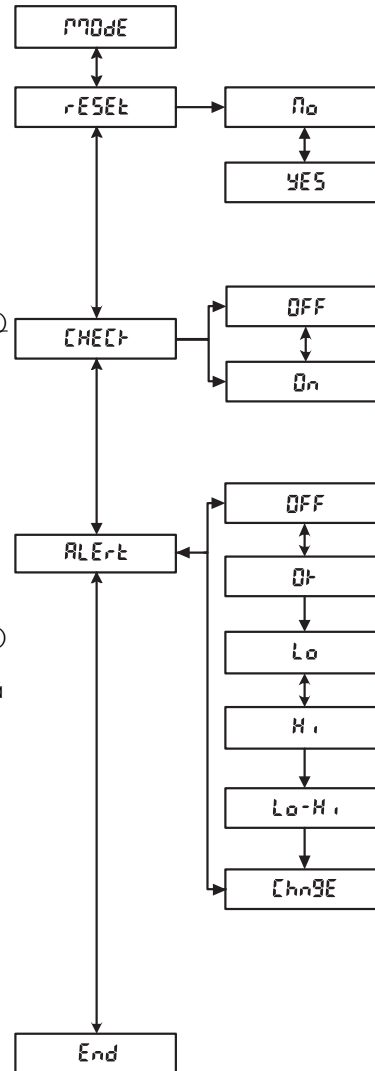 MOdE
rESEt
No
YES
CHECk
OFF
On
ALErt
OFF
Ok
Lo
Hi
Lo-Hi
ChngE
End